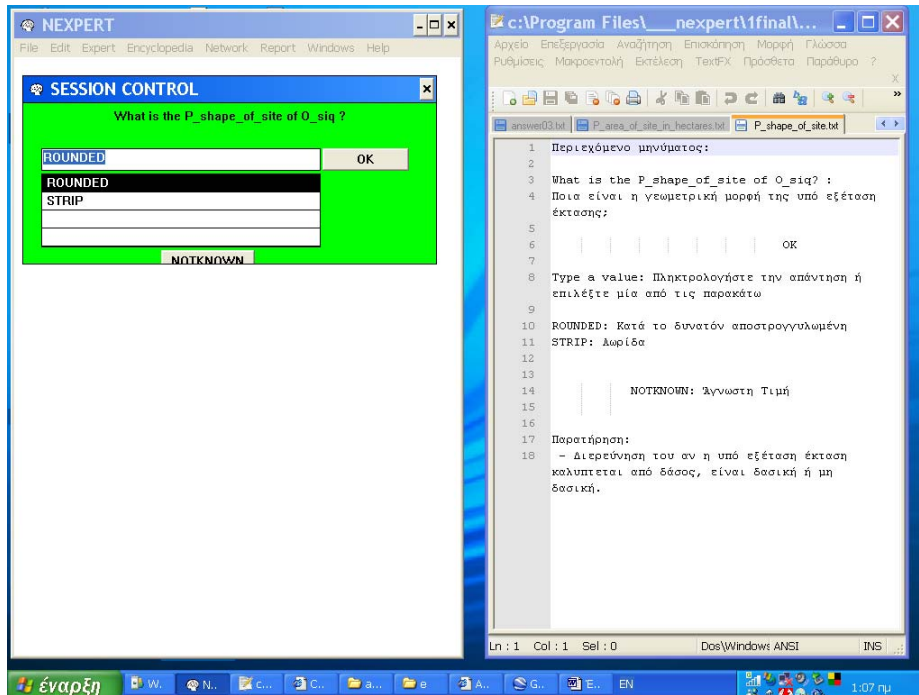 NEXPERT
File Edit Expert Encyclopedia Network Report Windows Help
SESSION CONTROL
What is the P_shape_of_site of O_siq ?
ROUNDED
OK
ROUNDED
STRIP
NOTKNOWN
c:\Program Files\___nexpert\1final\...
Αρχείο Επεξεργασία Αναζήτηση Επισκόπηση Μορφή Γλώσσα
Ρυθμίσεις Μακροεντολή Εκτέλεση TextFX Πρόσθετα Παράθυρο ?
X
answer03.txt P_area_of_site_in_hectares.txt P_shape_of_site.txt
1 Περιεχόμενο μηνύματος:
2
3 What is the P_shape_of_site of O_siq? :
4 Ποια είναι η γεωμετρική μορφή της υπό εξέταση
έκτασης;
5
6 OK
7
8 Type a value: Πληκτρολογήστε την απάντηση ή
επιλέξτε μία από τις παρακάτω
9
10 ROUNDED: Κατά το δυνατόν αποστρογγυλωμένη
11 STRIP: Λωρίδα
12
13
14 NOTKNOWN: Άγνωστη Τιμή
15
16
17 Παρατήρηση:
18 - Διερεύνηση του αν η υπό εξέταση έκταση
καλυπτεται από δάσος, είναι δασική ή μη
δασική.
Ln : 1 Col : 1 Sel : 0 Dos\Windows ANSI INS
έναρξη W.. N.. c... C.. a... e A.. G.. E.. EN 1:07 πμ